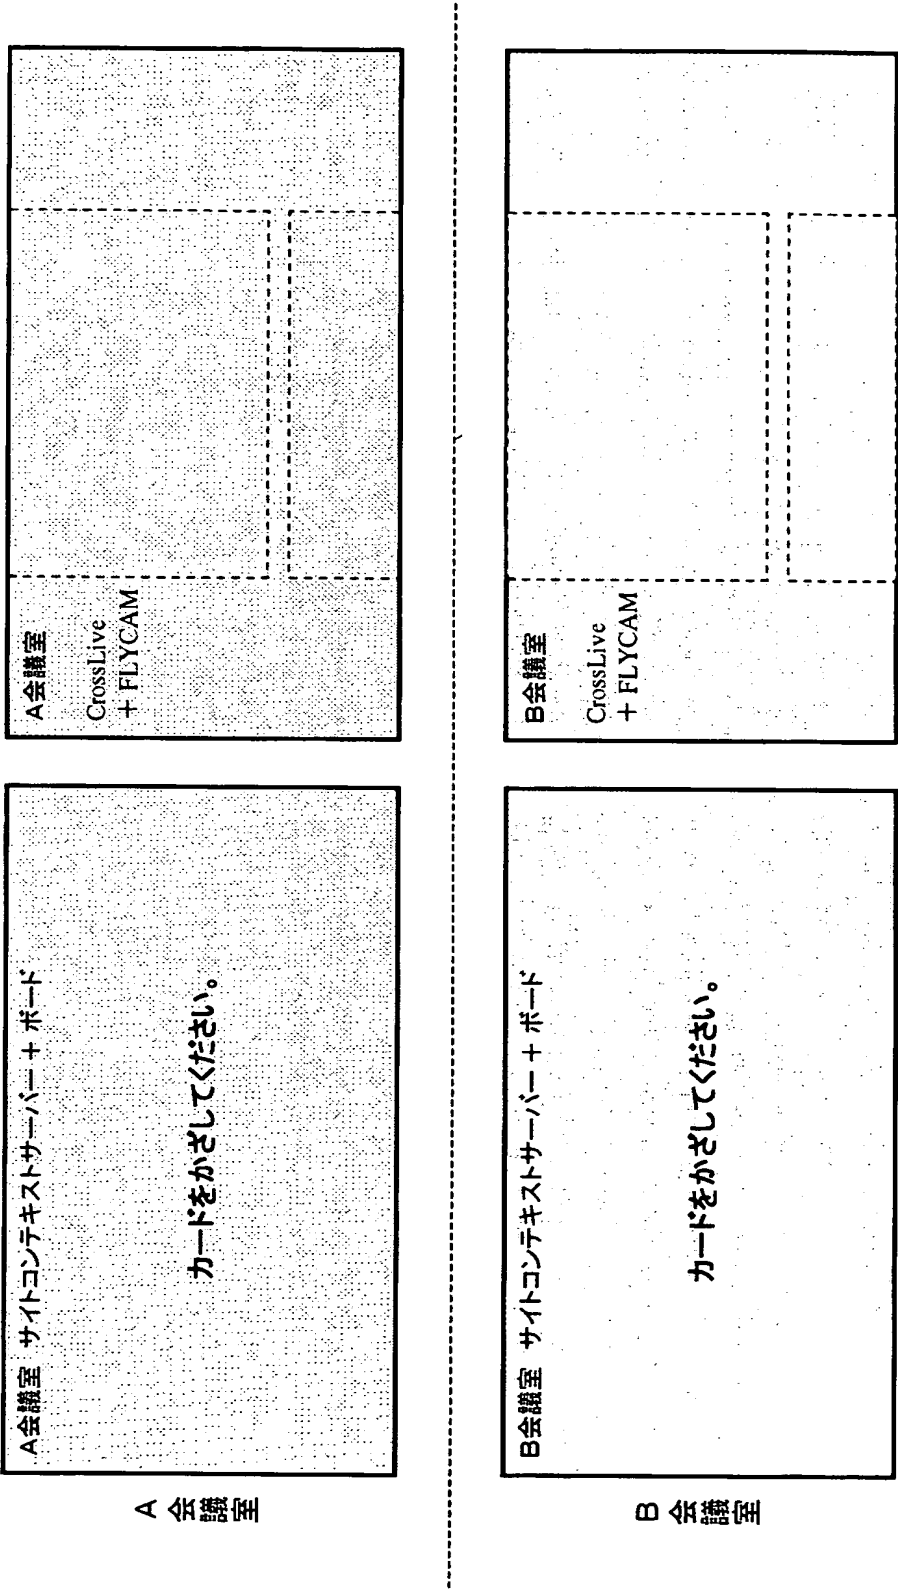 A 会議室
A会議室 サイトコンテキストサーバー + ボード
カードをかざしてください。
A会議室
CrossLive
+ FLYCAM
B 会議室
B会議室 サイトコンテキストサーバー + ボード
カードをかざしてください。
B会議室
CrossLive
+ FLYCAM